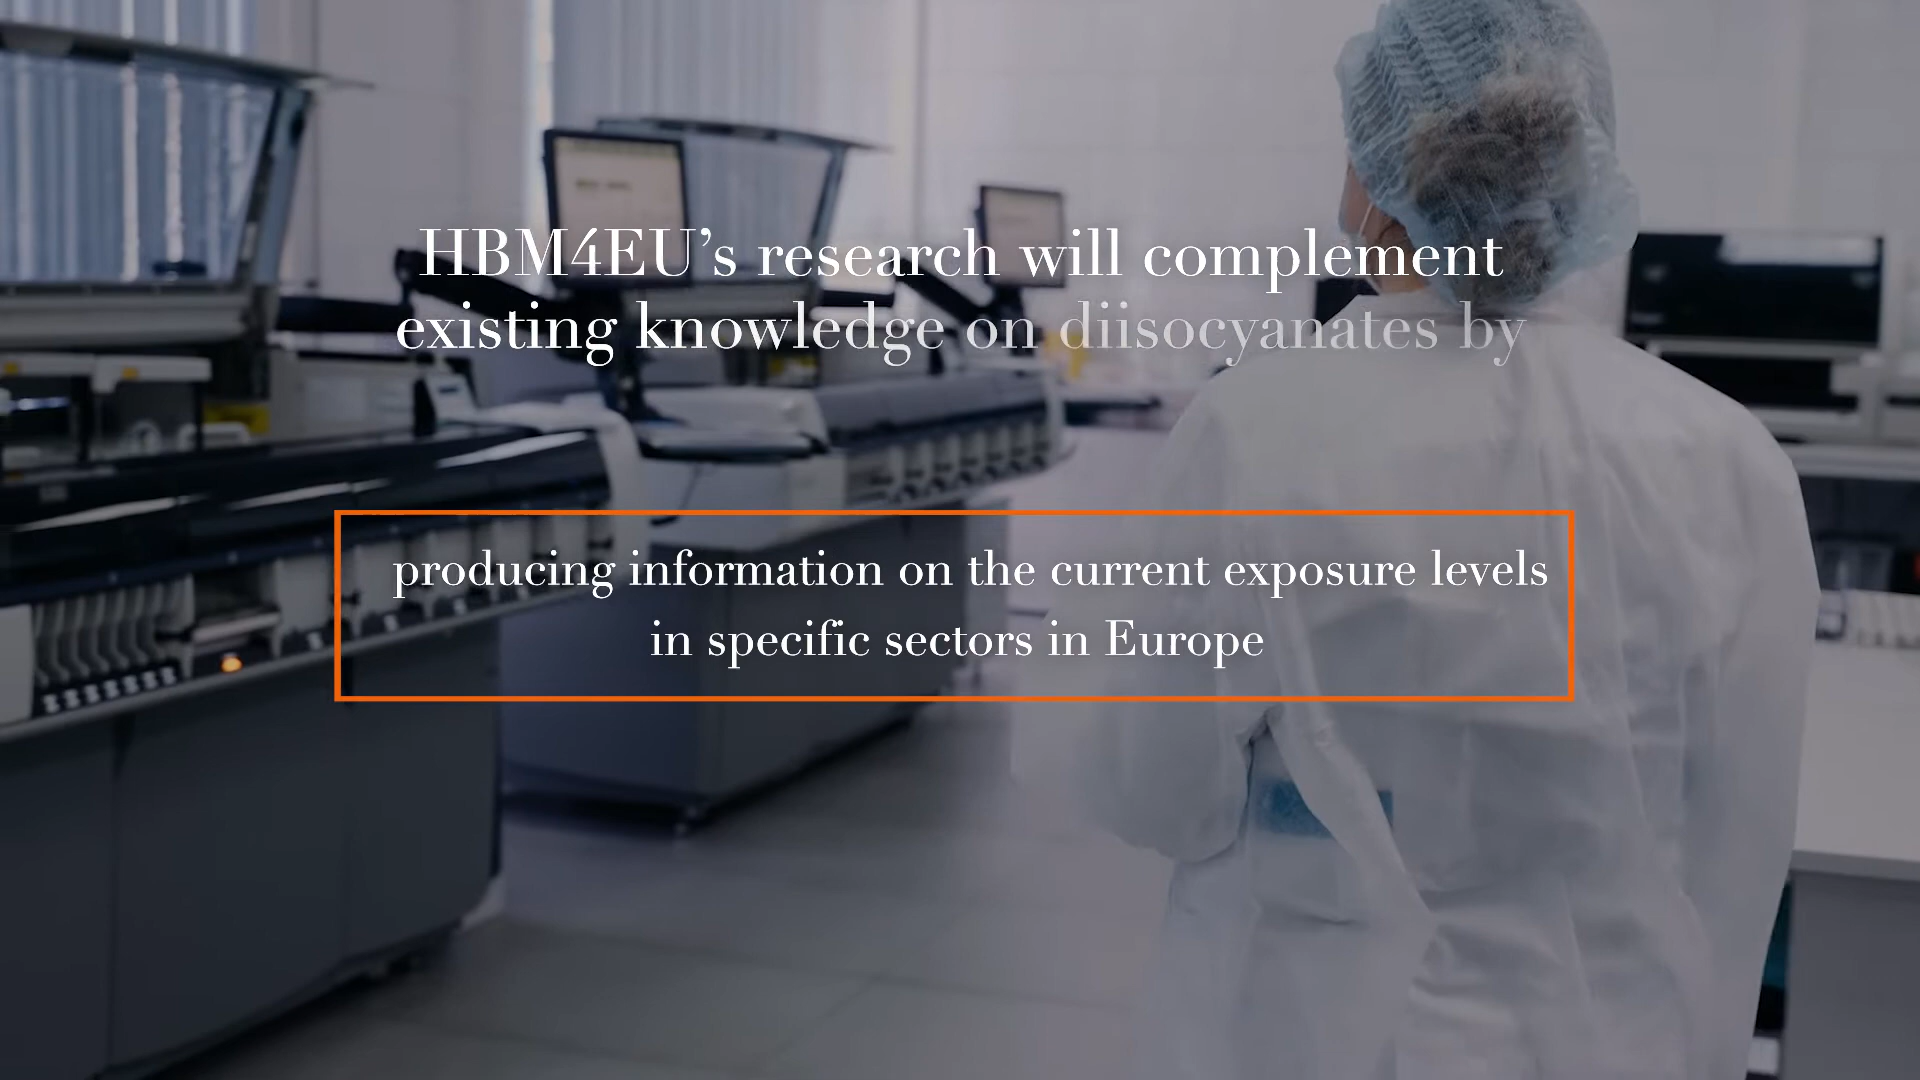 HBM4EU’s research will complement
existing knowledge on diisocyanates by
producing information on the current exposure levels
in specific sectors in Europe